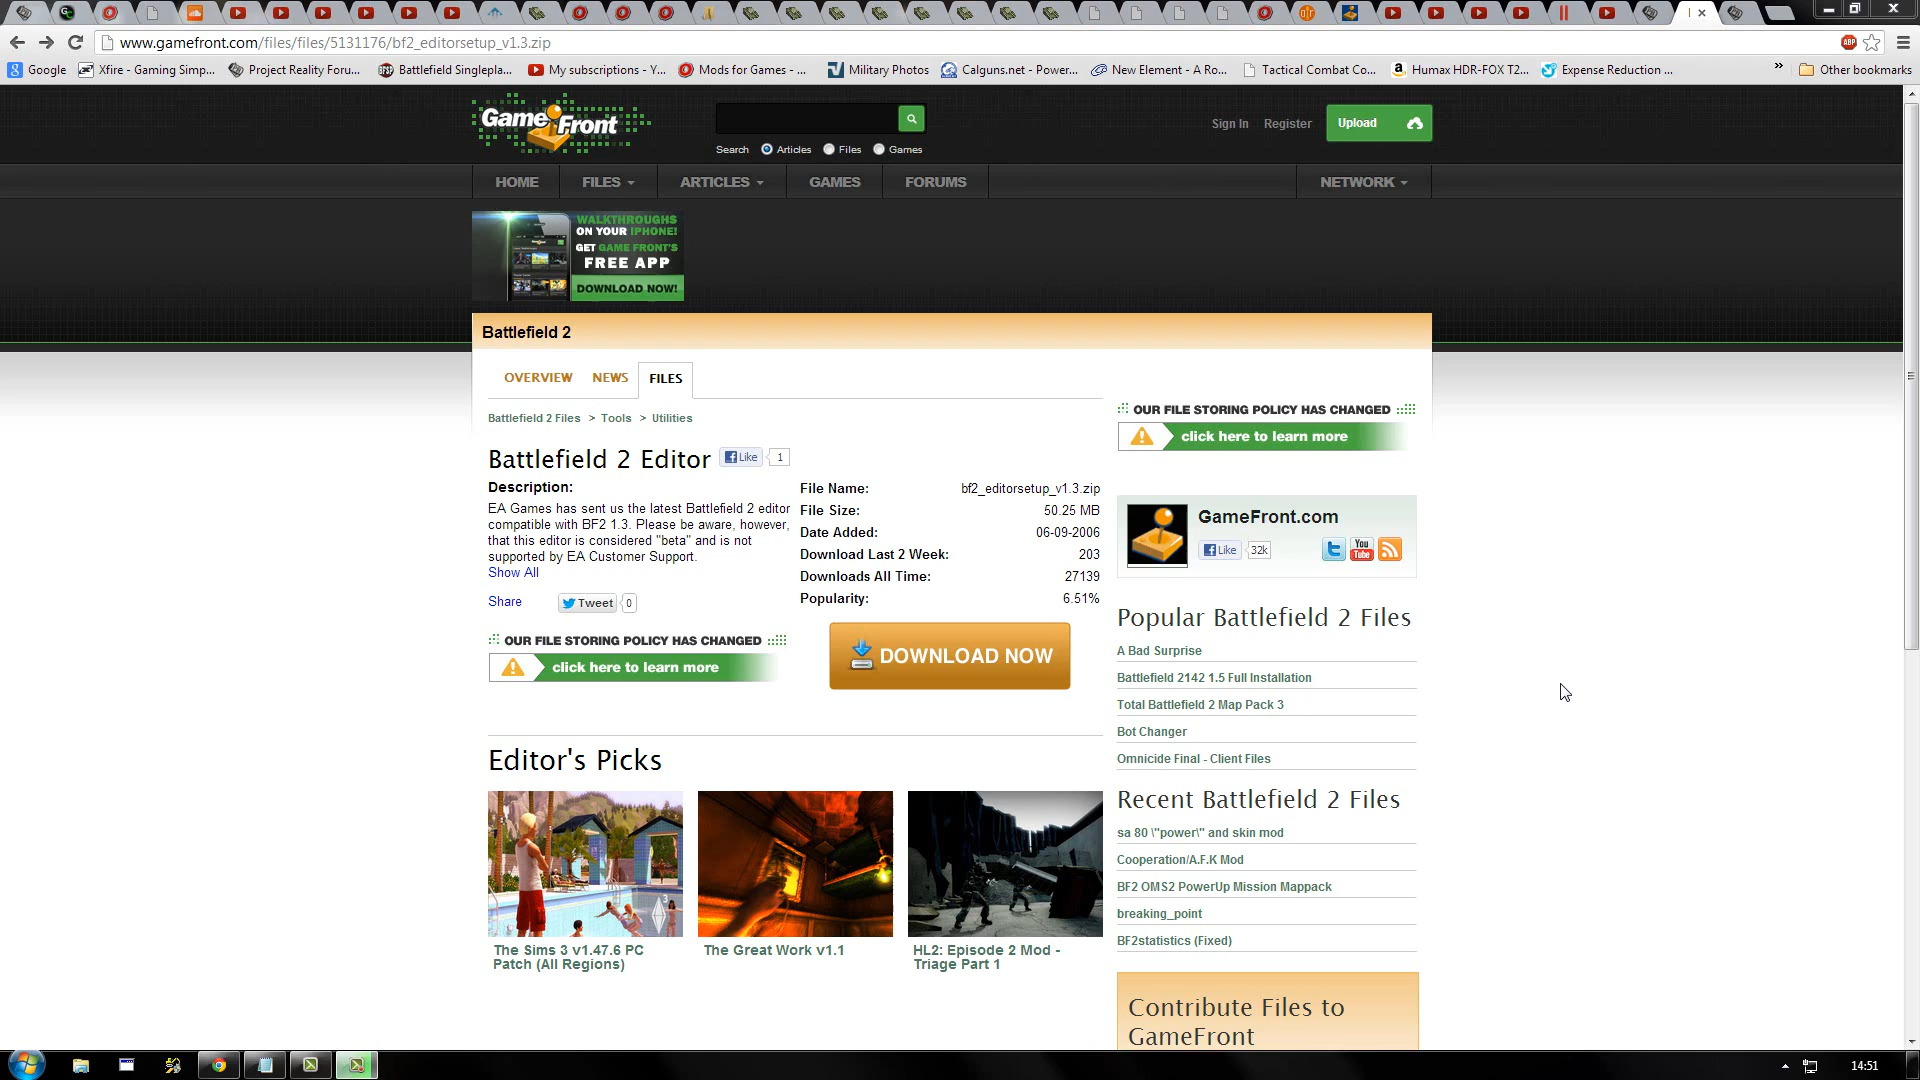 www.gamefront.com/files/files/5131176/bf2_editorsetup_v1.3.zip
ABP
Google
Xfire - Gaming Simp...
Project Reality Foru...
Battlefield Singlepla...
My subscriptions - Y...
Mods for Games - ...
Military Photos
Calguns.net - Power...
New Element - A Ro...
Tactical Combat Co...
Humax HDR-FOX T2...
Expense Reduction ...
»
Other bookmarks
GameFront
Search Articles Files Games
Sign In
Register
Upload
HOME
FILES
ARTICLES
GAMES
FORUMS
NETWORK
WALKTHROUGHS
ON YOUR IPHONE!
GET GAME FRONT'S
FREE APP
DOWNLOAD NOW!
Battlefield 2
OVERVIEW
NEWS
FILES
Battlefield 2 Files > Tools > Utilities
Battlefield 2 Editor
Like
1
Description:
EA Games has sent us the latest Battlefield 2 editor
compatible with BF2 1.3. Please be aware, however,
that this editor is considered "beta" and is not
supported by EA Customer Support.
Show All
Share
Tweet
0
OUR FILE STORING POLICY HAS CHANGED
click here to learn more
File Name: bf2_editorsetup_v1.3.zip
File Size: 50.25 MB
Date Added: 06-09-2006
Download Last 2 Week: 203
Downloads All Time: 27139
Popularity: 6.51%
DOWNLOAD NOW
Editor's Picks
The Sims 3 v1.47.6 PC
Patch (All Regions)
The Great Work v1.1
HL2: Episode 2 Mod -
Triage Part 1
OUR FILE STORING POLICY HAS CHANGED
click here to learn more
GameFront.com
Like
32k
You
Tube
Popular Battlefield 2 Files
A Bad Surprise
Battlefield 2142 1.5 Full Installation
Total Battlefield 2 Map Pack 3
Bot Changer
Omnicide Final - Client Files
Recent Battlefield 2 Files
sa 80 \"power\" and skin mod
Cooperation/A.F.K Mod
BF2 OMS2 PowerUp Mission Mappack
breaking_point
BF2statistics (Fixed)
Contribute Files to
GameFront
14:51